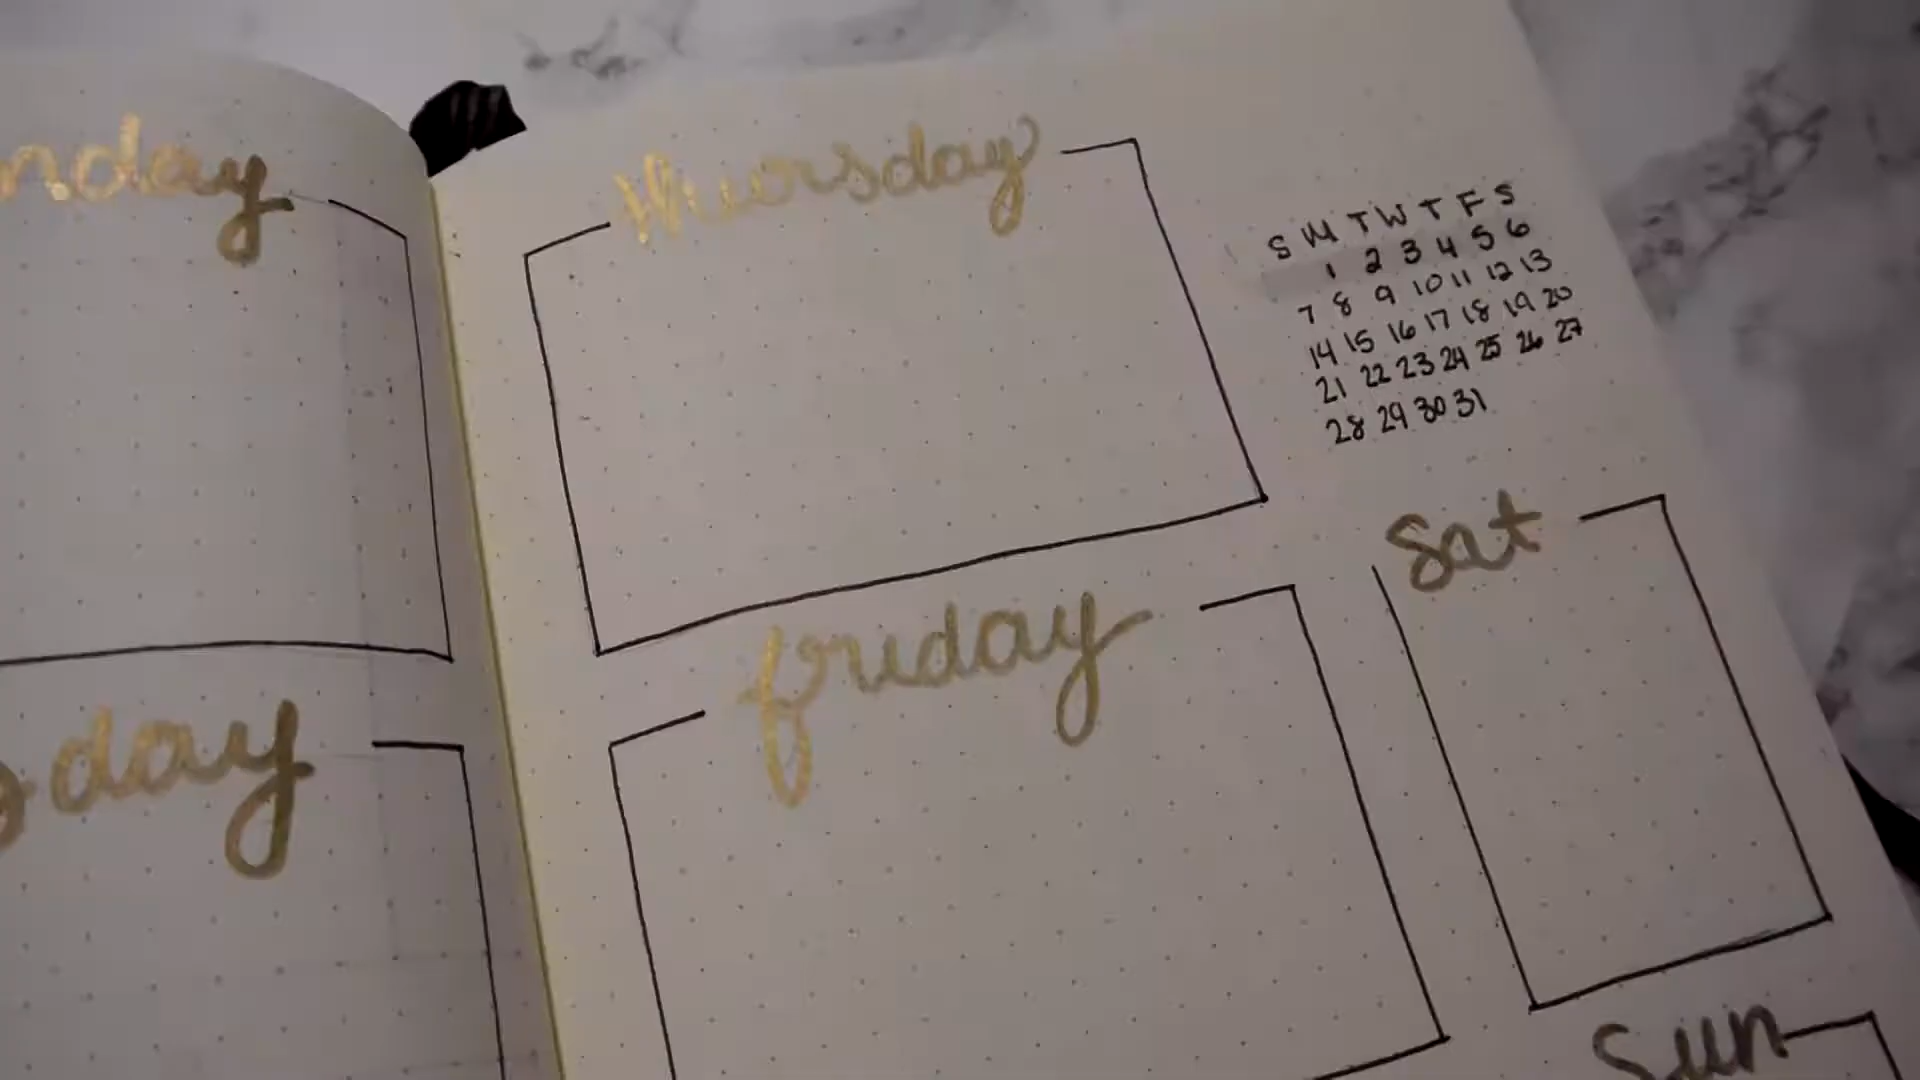 nday
day
thursday
S M T W T F S
1 2 3 4 5 6
7 8 9 10 11 12 13
14 15 16 17 18 19 20
21 22 23 24 25 26 27
28 29 30 31
sat
friday
sun